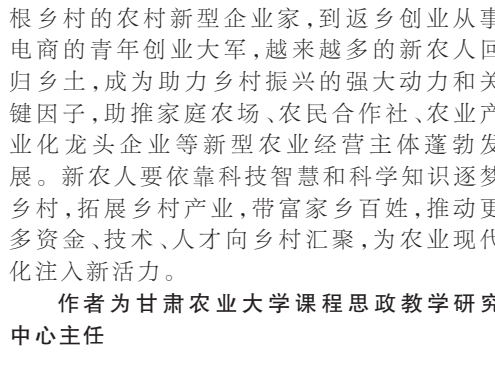 根乡村的农村新型企业家,到返乡创业从事
电商的青年创业大军,越来越多的新农人回
归乡土,成为助力乡村振兴的强大动力和关
键因子,助推家庭农场、农民合作社、农业产
业化龙头企业等新型农业经营主体蓬勃发
展。新农人要依靠科技智慧和科学知识逐梦
乡村,拓展乡村产业,带富家乡百姓,推动更
多资金、技术、人才向乡村汇聚,为农业现代
化注入新活力。
作者为甘肃农业大学课程思政教学研究
中心主任